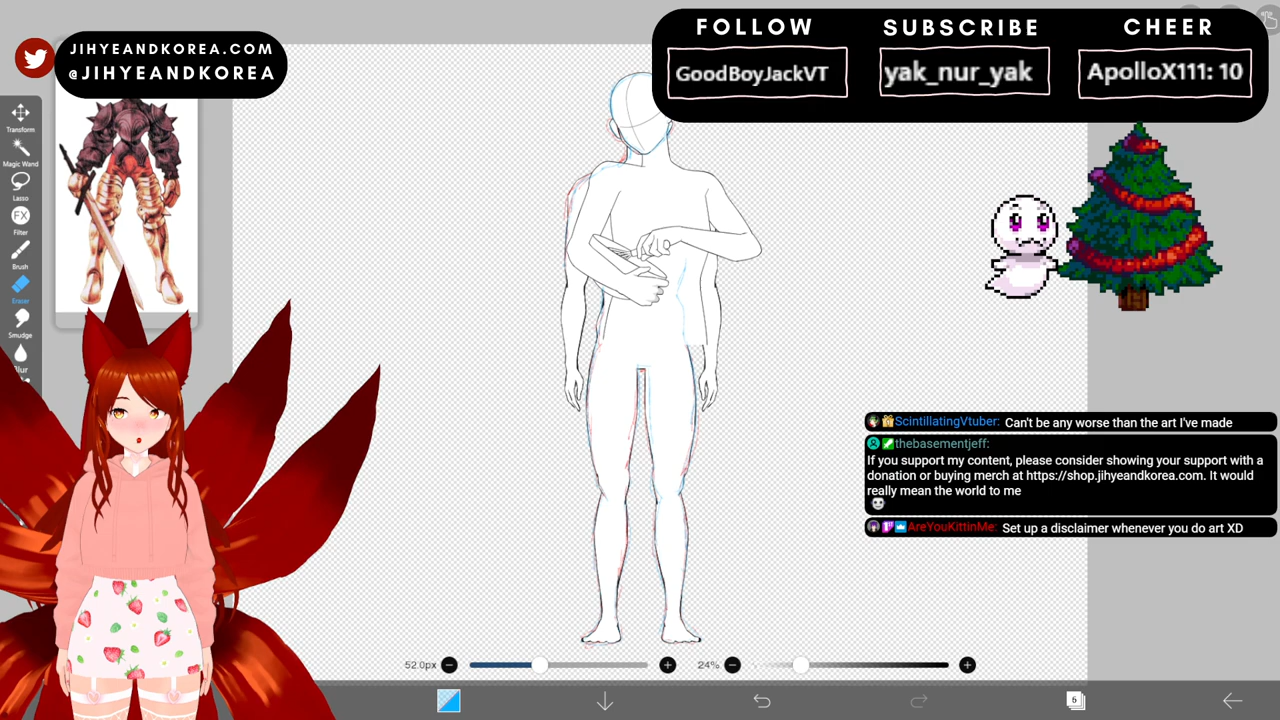 JIHYEANDKOREA.COM
@JIHYEANDKOREA
FOLLOW
GoodBoyJackVT
SUBSCRIBE
yak_nur_yak
CHEER
ApolloX111: 10
Transform
Magic Wand
Lasso
FX
Filter
Brush
Eraser
Smudge
Blur
ScintillatingVtuber: Can't be any worse than the art I've made
thebasementjeff:
If you support my content, please consider showing your support with a
donation or buying merch at https://shop.jihyeandkorea.com. It would
really mean the world to me
AreYouKittinMe: Set up a disclaimer whenever you do art XD
52.0px
24%
6